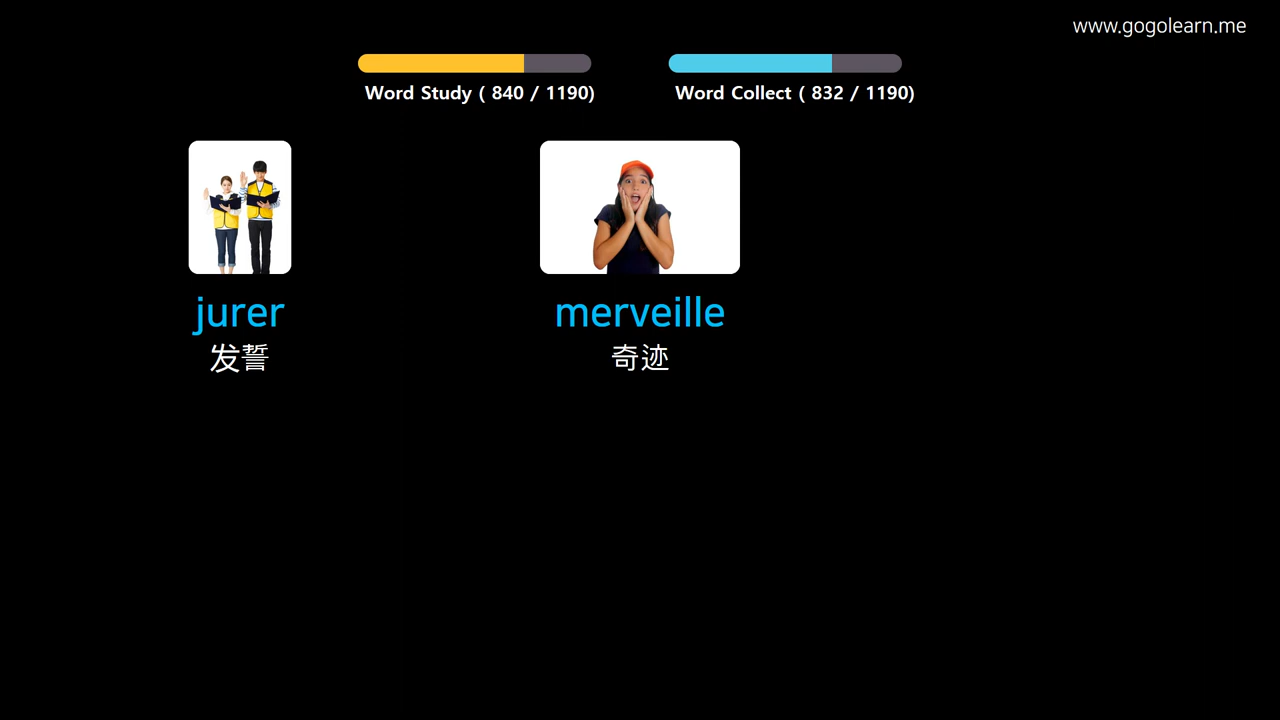 www.gogolearn.me
Word Study ( 840 / 1190)
Word Collect ( 832 / 1190)
jurer
发誓
merveille
奇迹